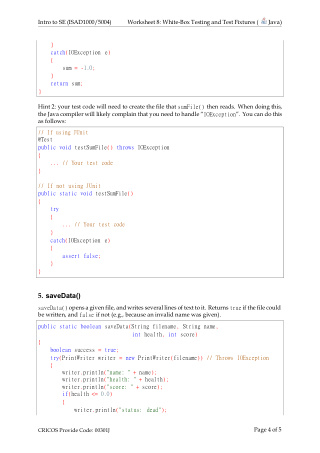 Intro to SE (ISAD1000/5004) Worksheet 8: White-Box Testing and Test Fixtures ( Java)
}
catch(IOException e)
{
sum = -1.0;
}
return sum;
}
Hint 2: your test code will need to create the file that sumFile() then reads. When doing this,
the Java compiler will likely complain that you need to handle "IOException". You can do this
as follows:
// If using JUnit
@Test
public void testSumFile() throws IOException
{
... // Your test code
}
// If not using JUnit
public static void testSumFile()
{
try
{
... // Your test code
}
catch(IOException e)
{
assert false;
}
}
5. saveData()
saveData() opens a given file, and writes several lines of text to it. Returns true if the file could
be written, and false if not (e.g., because an invalid name was given).
public static boolean saveData(String filename, String name,
int health, int score)
{
boolean success = true;
try(PrintWriter writer = new PrintWriter(filename)) // Throws IOException
{
writer.println("name: " + name);
writer.println("health: " + health);
writer.println("score: " + score);
if(health <= 0.0)
{
writer.println("status: dead");
CRICOS Provide Code: 00301J Page 4 of 5